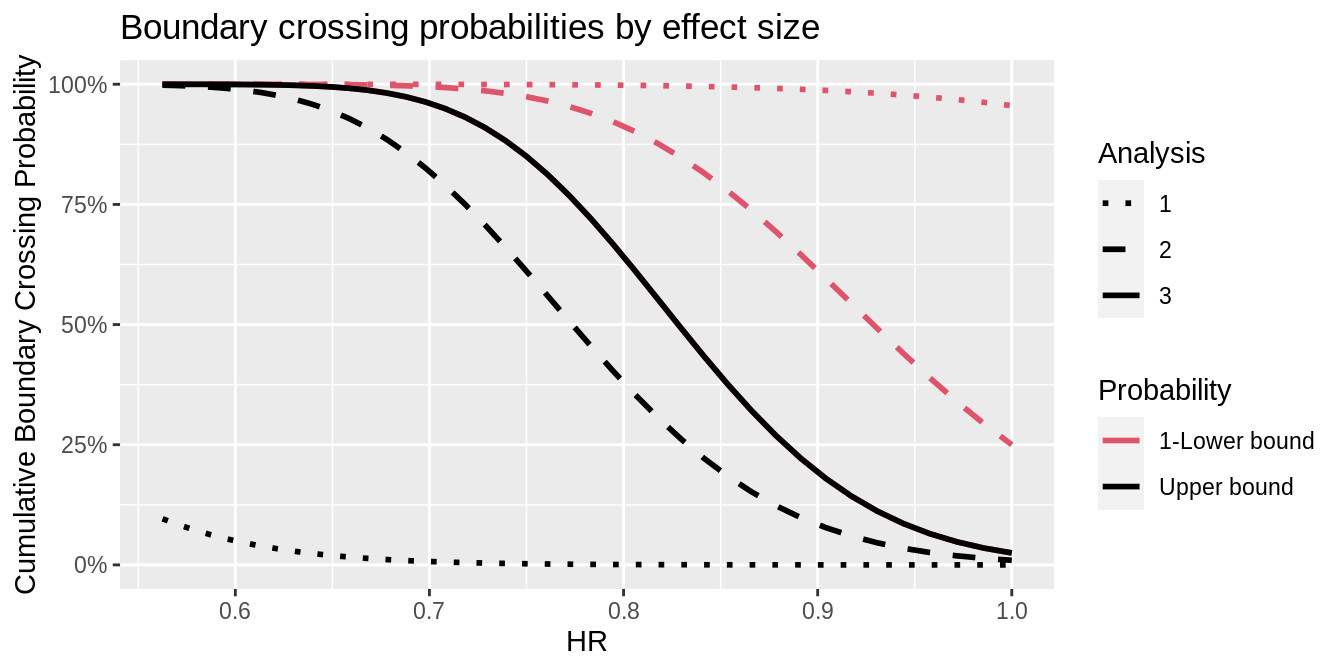 Boundary crossing probabilities by effect size
Cumulative Boundary Crossing Probability
100%
75%
50%
25%
0%
0.6
0.7
0.8
0.9
1.0
HR
Analysis
1
2
3
Probability
1-Lower bound
Upper bound